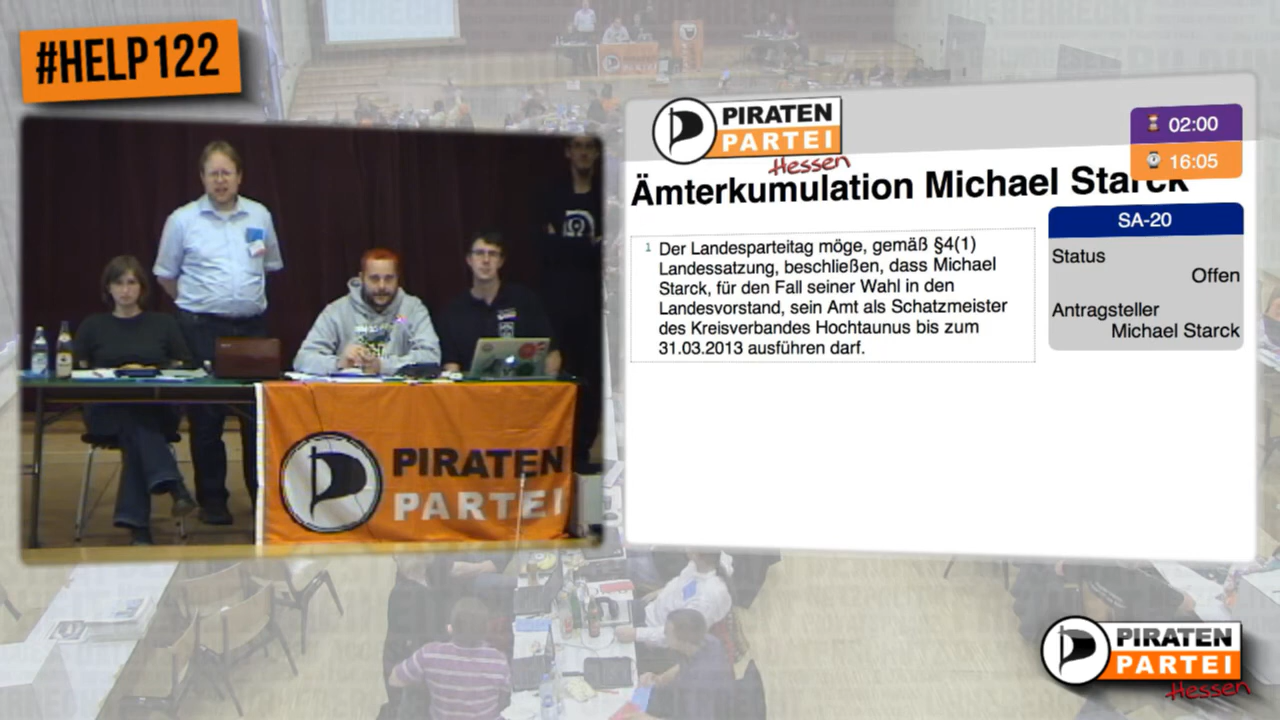 #HELP122
PIRATEN
PARTEI
Hessen
02:00
16:05
Ämterkumulation Michael Starck
SA-20
Status
Offen
Antragsteller
Michael Starck
1 Der Landesparteitag möge, gemäß §4(1)
Landessatzung, beschließen, dass Michael
Starck, für den Fall seiner Wahl in den
Landesvorstand, sein Amt als Schatzmeister
des Kreisverbandes Hochtaunus bis zum
31.03.2013 ausführen darf.
PIRATEN
PARTEI
PIRATEN
PARTEI
Hessen